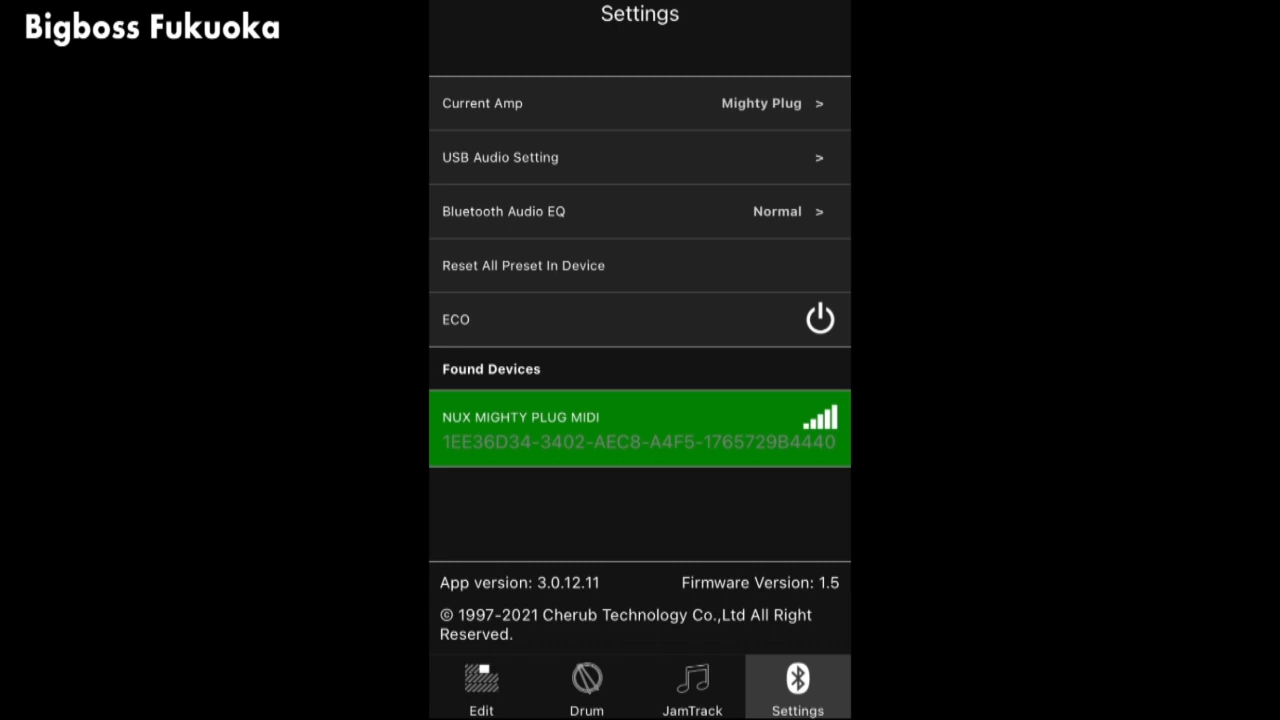 Bigboss Fukuoka
Settings
Current Amp Mighty Plug >
USB Audio Setting >
Bluetooth Audio EQ Normal >
Reset All Preset In Device
ECO
Found Devices
NUX MIGHTY PLUG MIDI
1EE36D34-3402-AEC8-A4F5-1765729B4440
App version: 3.0.12.11 Firmware Version: 1.5
© 1997-2021 Cherub Technology Co.,Ltd All Right
Reserved.
Edit Drum JamTrack Settings